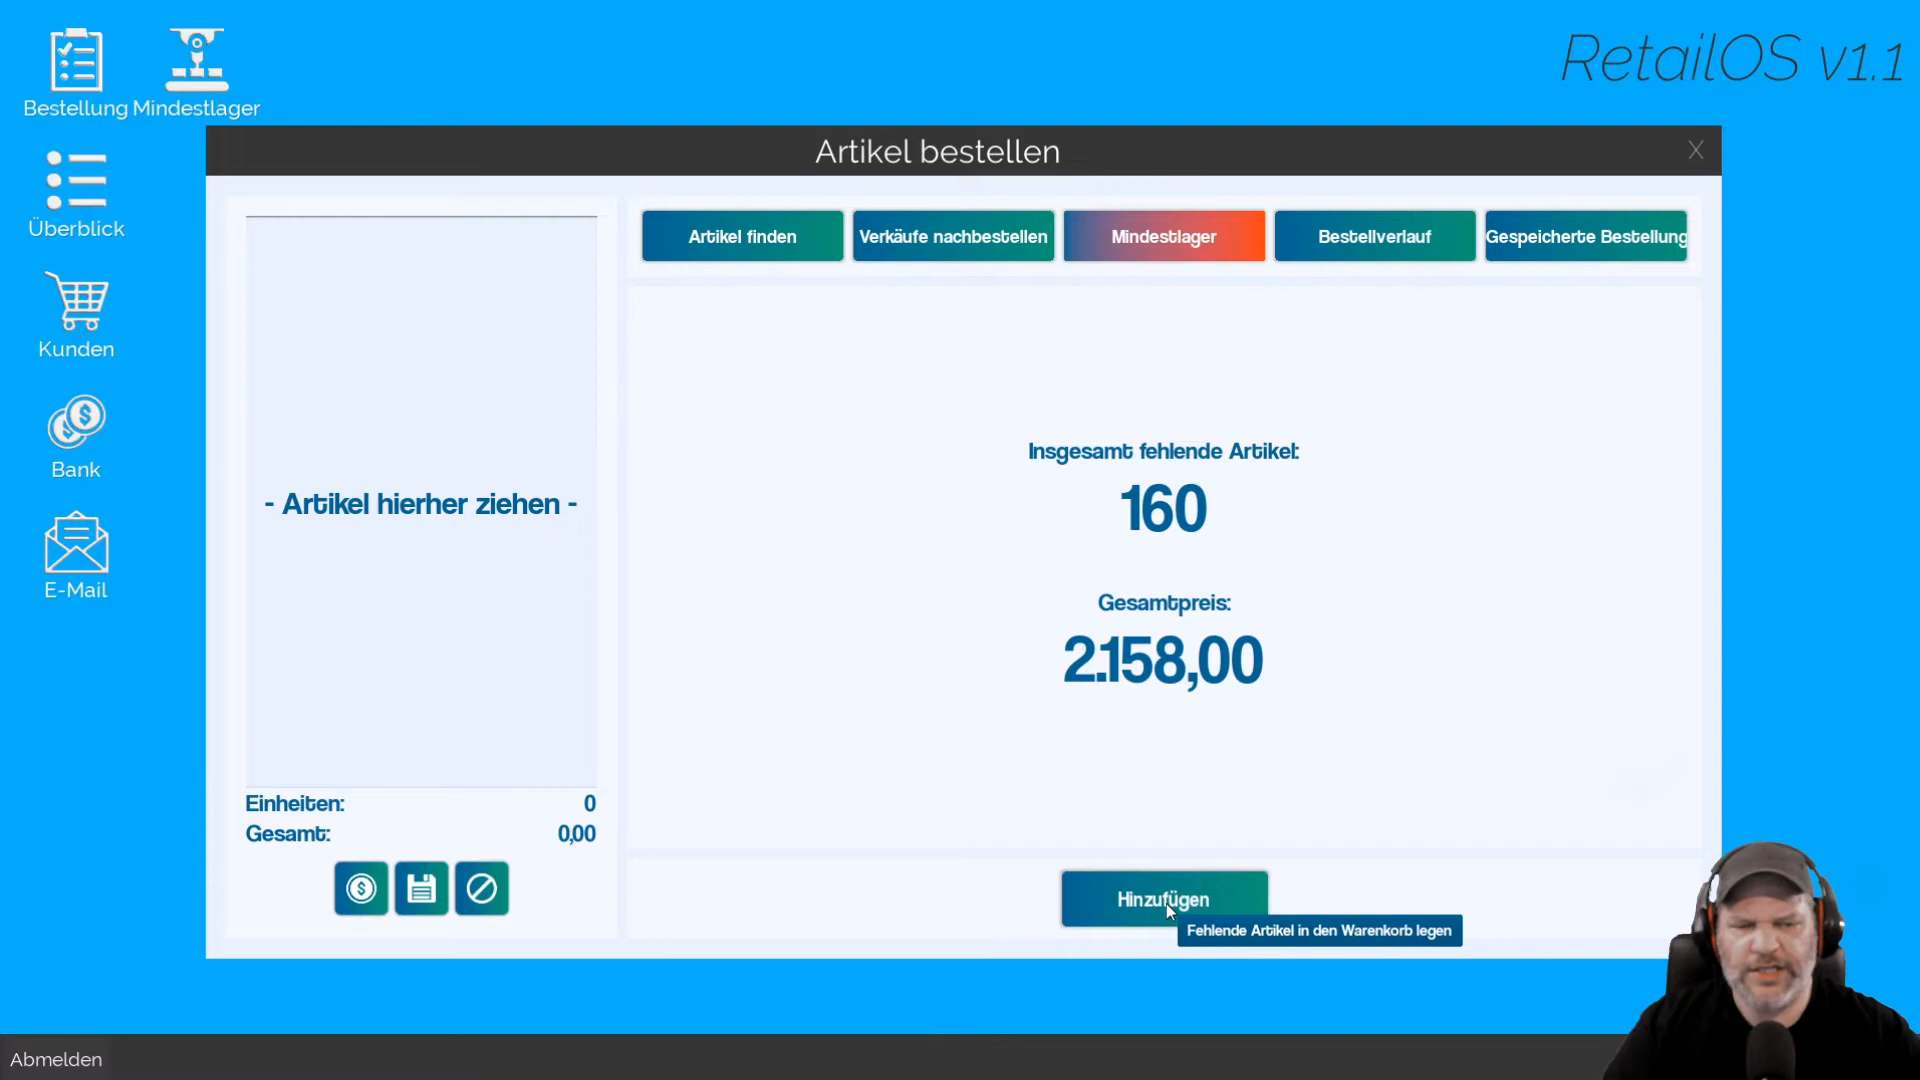 RetailOS v1.1
Bestellung Mindestlager
Überblick
Kunden
Bank
E-Mail
Artikel bestellen
X
Artikel finden
Verkäufe nachbestellen
Mindestlager
Bestellverlauf
Gespeicherte Bestellung
- Artikel hierher ziehen -
Insgesamt fehlende Artikel:
160
Gesamtpreis:
2.158,00
Einheiten: 0
Gesamt: 0,00
Hinzufügen
Fehlende Artikel in den Warenkorb legen
Abmelden